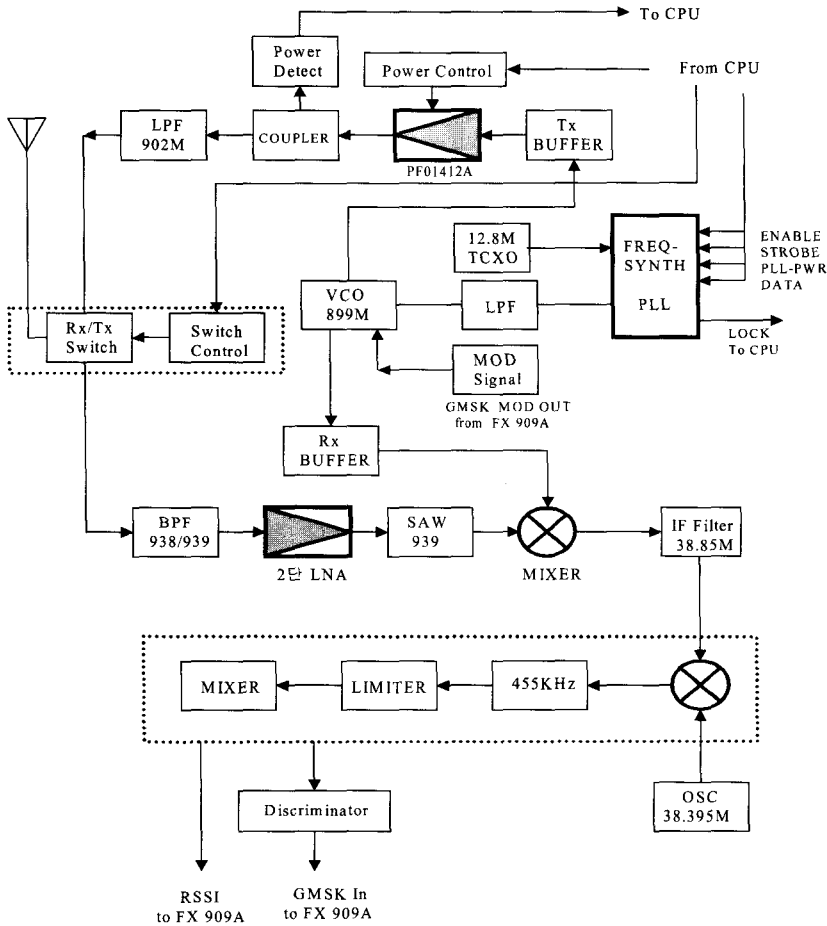 To CPU
Power
Detect
Power Control
From CPU
LPF
902M
COUPLER
PF01412A
Tx
BUFFER
12.8M
TCXO
FREQ-
SYNTH
PLL
ENABLE
STROBE
PLL-PWR
DATA
LOCK
To CPU
VCO
899M
LPF
MOD
Signal
GMSK MOD OUT
from FX 909A
Rx/Tx
Switch
Switch
Control
Rx
BUFFER
BPF
938/939
2단 LNA
SAW
939
MIXER
IF Filter
38.85M
MIXER
LIMITER
455KHz
OSC
38.395M
Discriminator
RSSI
to FX 909A
GMSK In
to FX 909A